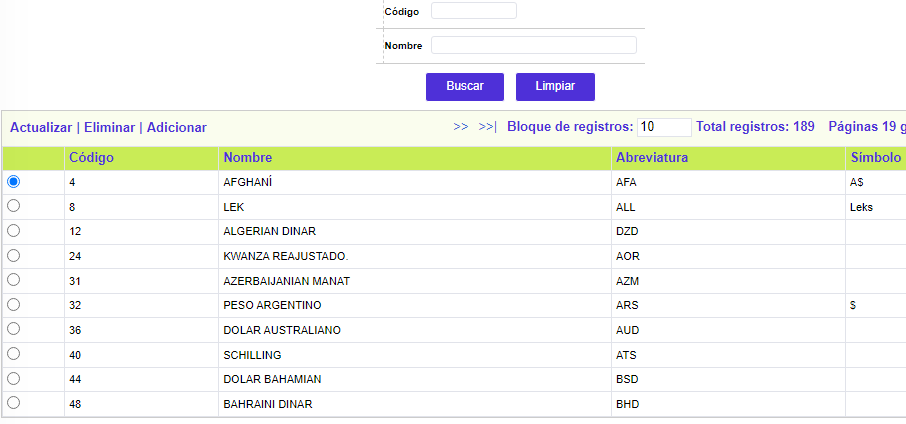 Código
Nombre
Buscar Limpiar
Actualizar | Eliminar | Adicionar >> >>| Bloque de registros: 10 Total registros: 189 Páginas 19 g
Código Nombre Abreviatura Símbolo
4 AFGHANÍ AFA A$
8 LEK ALL Leks
12 ALGERIAN DINAR DZD
24 KWANZA REAJUSTADO. AOR
31 AZERBAIJANIAN MANAT AZM
32 PESO ARGENTINO ARS $
36 DOLAR AUSTRALIANO AUD
40 SCHILLING ATS
44 DOLAR BAHAMIAN BSD
48 BAHRAINI DINAR BHD